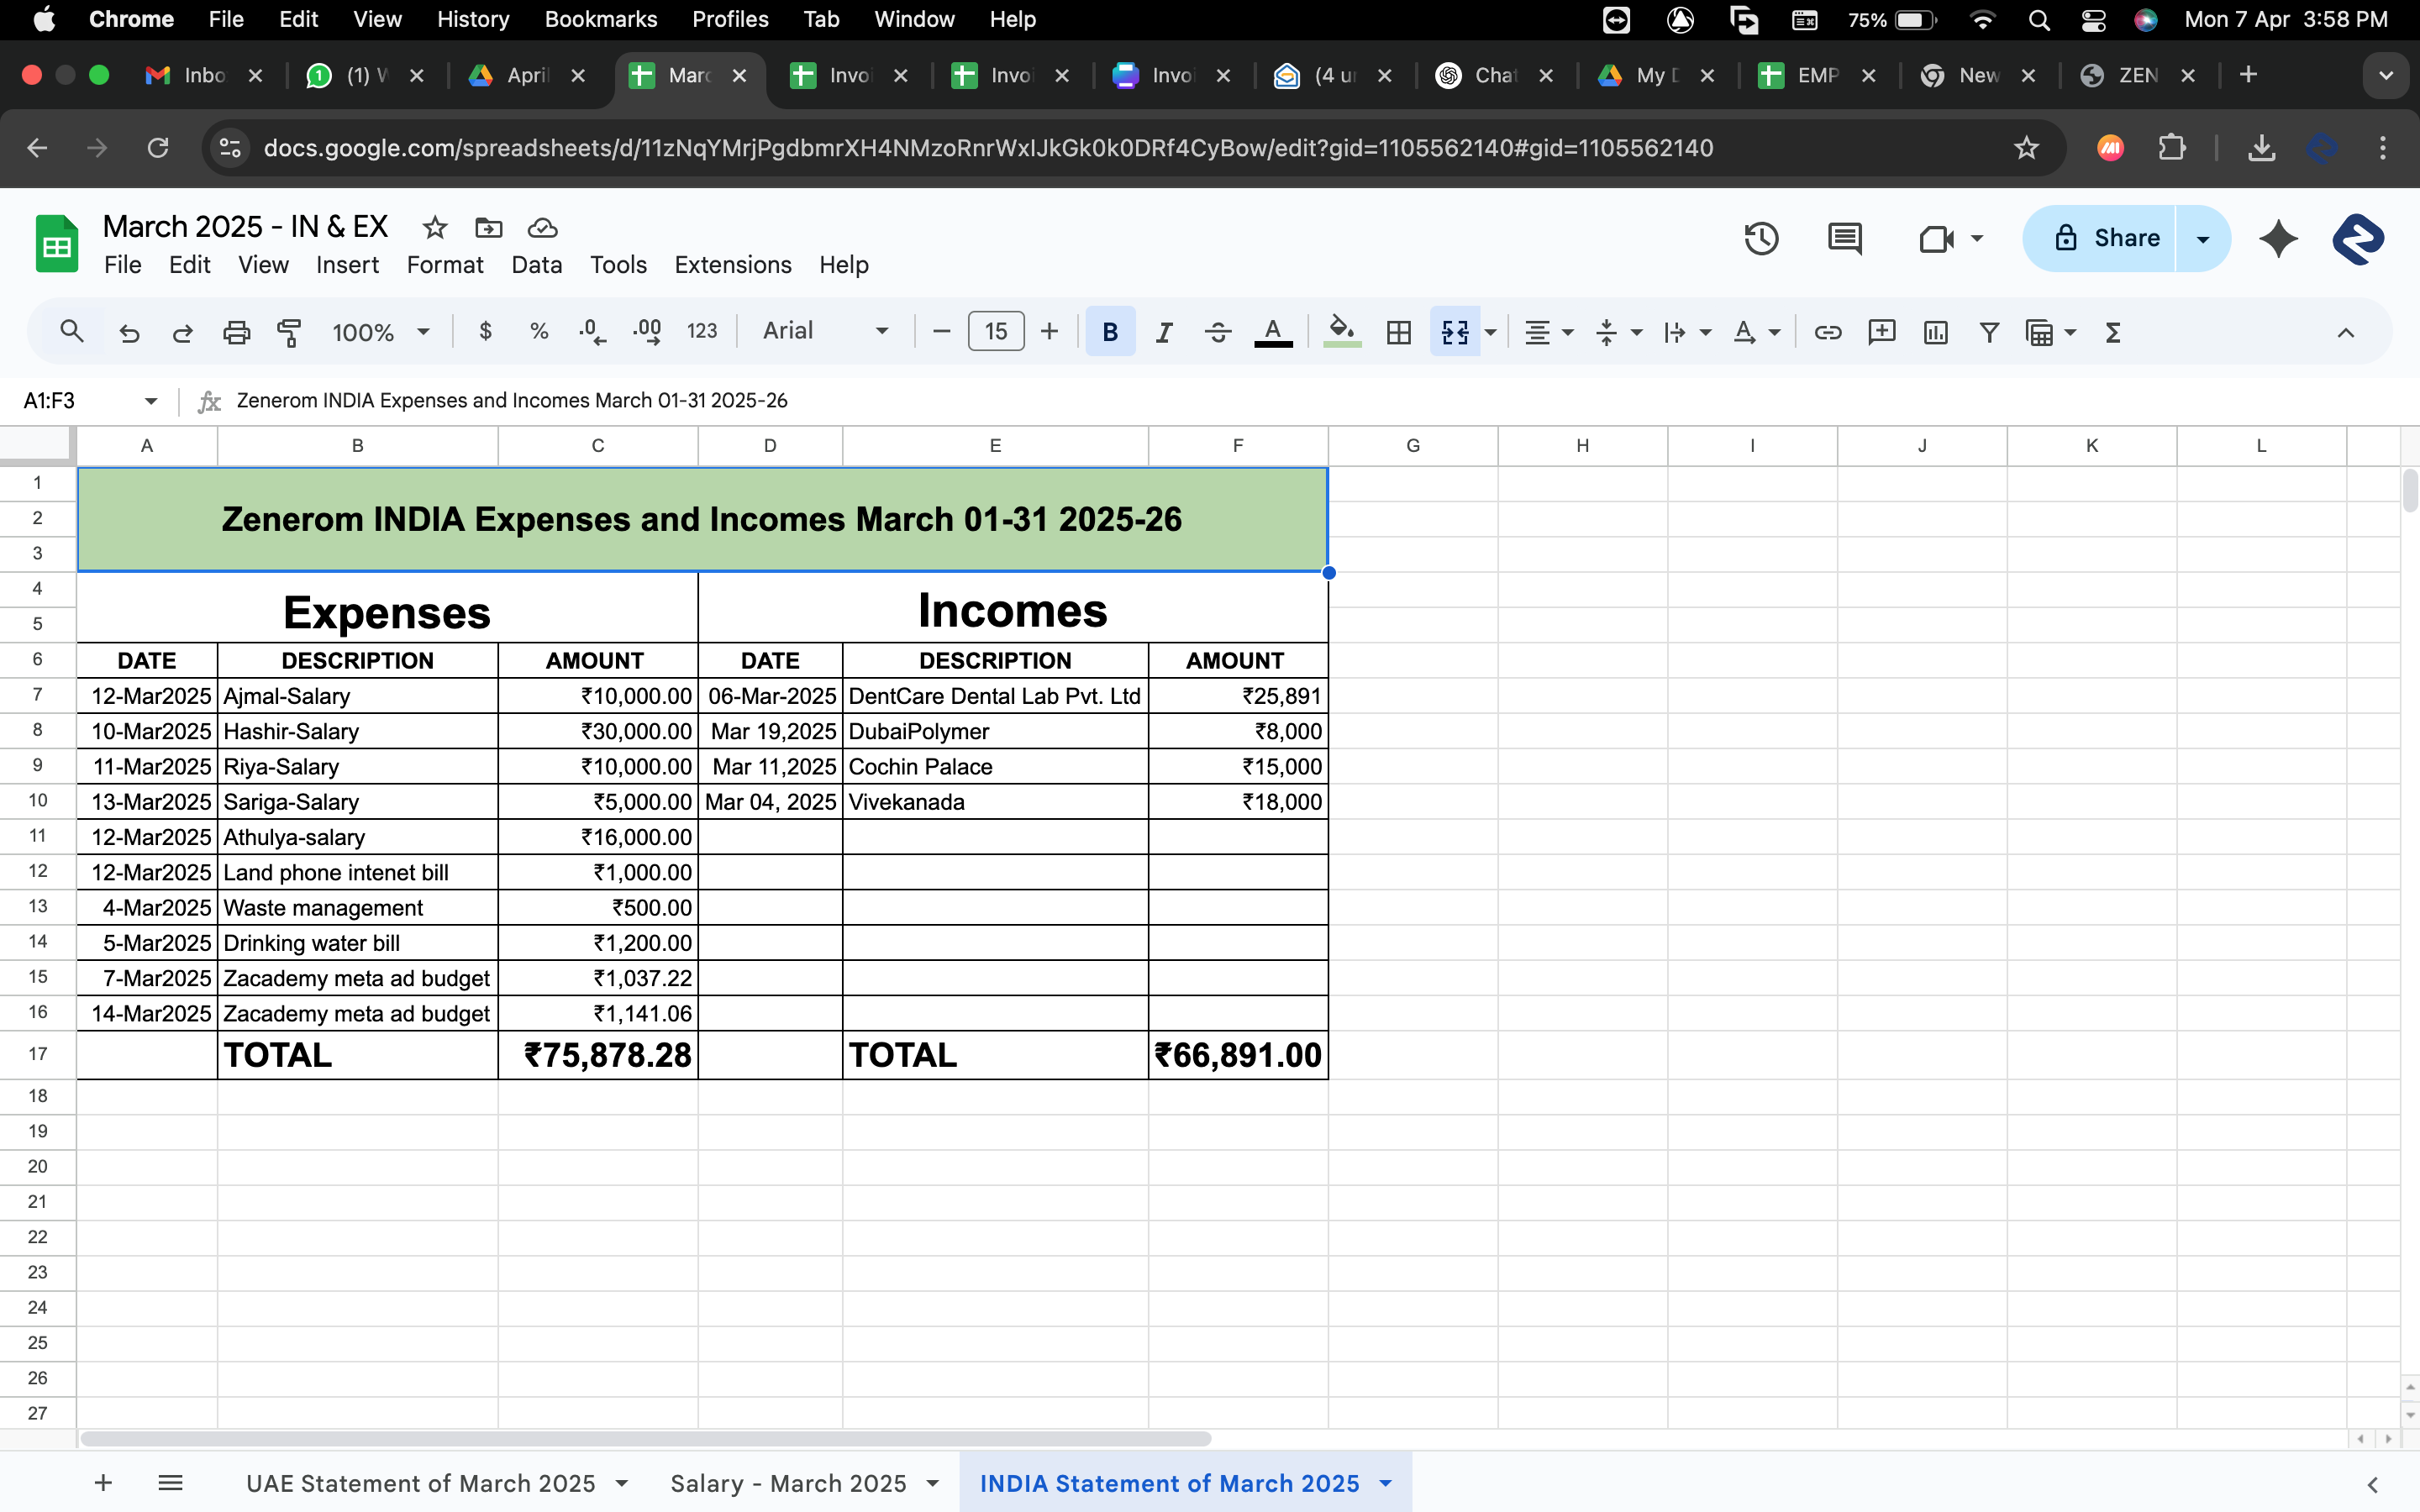 Chrome File Edit View History Bookmarks Profiles Tab Window Help 75% Mon 7 Apr 3:58 PM
Inbo (1) W April Marc Invoi Invoi Invoi (4 u Chat My D EMP New ZEN
docs.google.com/spreadsheets/d/11zNqYMrjPgdbmrXH4NMzoRnrWxIJkGk0k0DRf4CyBow/edit?gid=1105562140#gid=1105562140
March 2025 - IN & EX
File Edit View Insert Format Data Tools Extensions Help
Share
100% $ % .0 .00 123 Arial 15 B I S A
A1:F3 fx Zenerom INDIA Expenses and Incomes March 01-31 2025-26
A B C D E F G H I J K L
1
2 Zenerom INDIA Expenses and Incomes March 01-31 2025-26
3
4
Expenses Incomes
5
6 DATE DESCRIPTION AMOUNT DATE DESCRIPTION AMOUNT
7 12-Mar2025 Ajmal-Salary ₹10,000.00 06-Mar-2025 DentCare Dental Lab Pvt. Ltd ₹25,891
8 10-Mar2025 Hashir-Salary ₹30,000.00 Mar 19,2025 DubaiPolymer ₹8,000
9 11-Mar2025 Riya-Salary ₹10,000.00 Mar 11,2025 Cochin Palace ₹15,000
10 13-Mar2025 Sariga-Salary ₹5,000.00 Mar 04, 2025 Vivekanada ₹18,000
11 12-Mar2025 Athulya-salary ₹16,000.00
12 12-Mar2025 Land phone intenet bill ₹1,000.00
13 4-Mar2025 Waste management ₹500.00
14 5-Mar2025 Drinking water bill ₹1,200.00
15 7-Mar2025 Zacademy meta ad budget ₹1,037.22
16 14-Mar2025 Zacademy meta ad budget ₹1,141.06
17 TOTAL ₹75,878.28 TOTAL ₹66,891.00
18
19
20
21
22
23
24
25
26
27
UAE Statement of March 2025 Salary - March 2025 INDIA Statement of March 2025